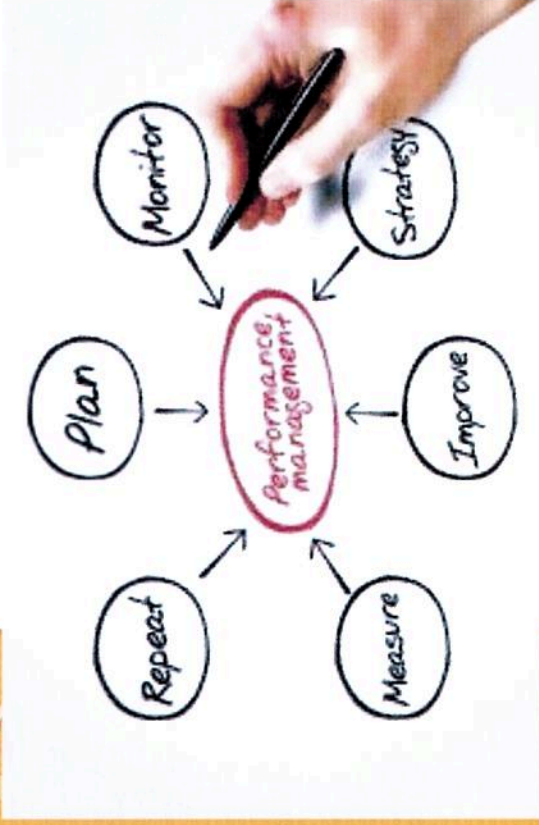 Repeat
Plan
Monitor
Performance
management
Measure
Improve
Strategy